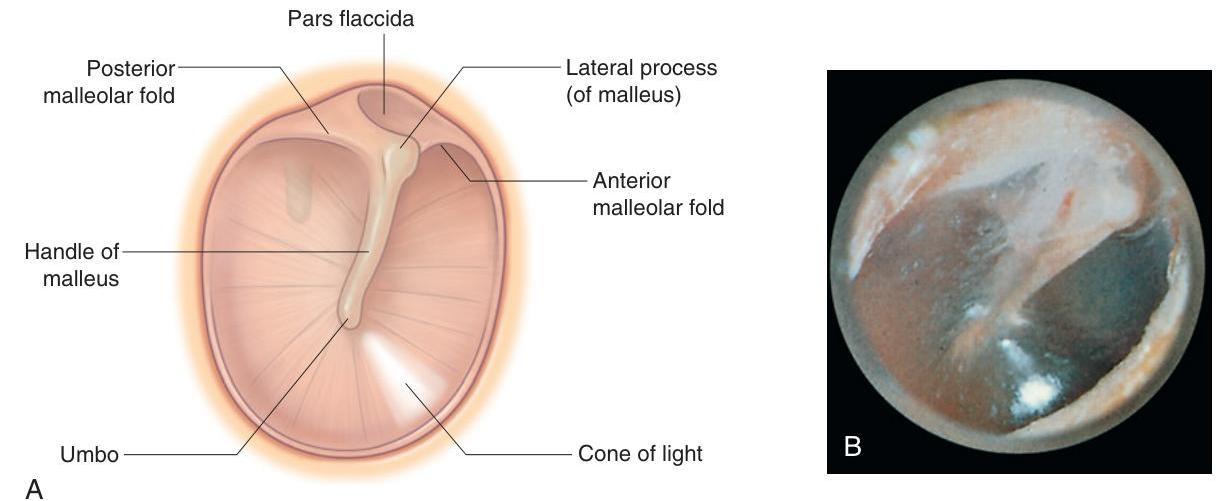 Pars flaccida
Posterior
malleolar fold
Lateral process
(of malleus)
Anterior
malleolar fold
Handle of
malleus
Umbo
Cone of light
A
B